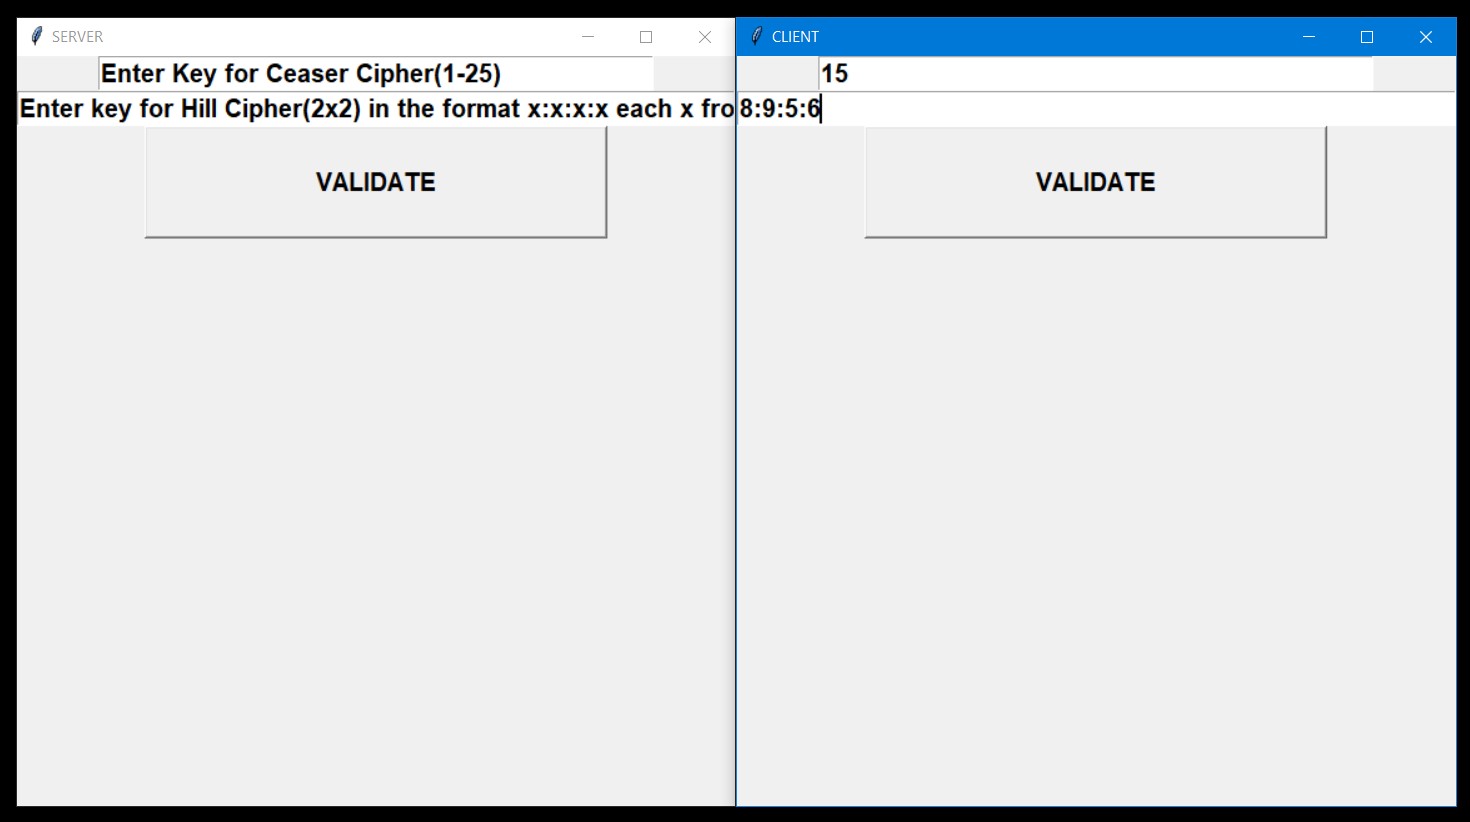 SERVER
Enter Key for Ceaser Cipher(1-25)
Enter key for Hill Cipher(2x2) in the format x:x:x:x each x fro
VALIDATE
CLIENT
15
8:9:5:6
VALIDATE